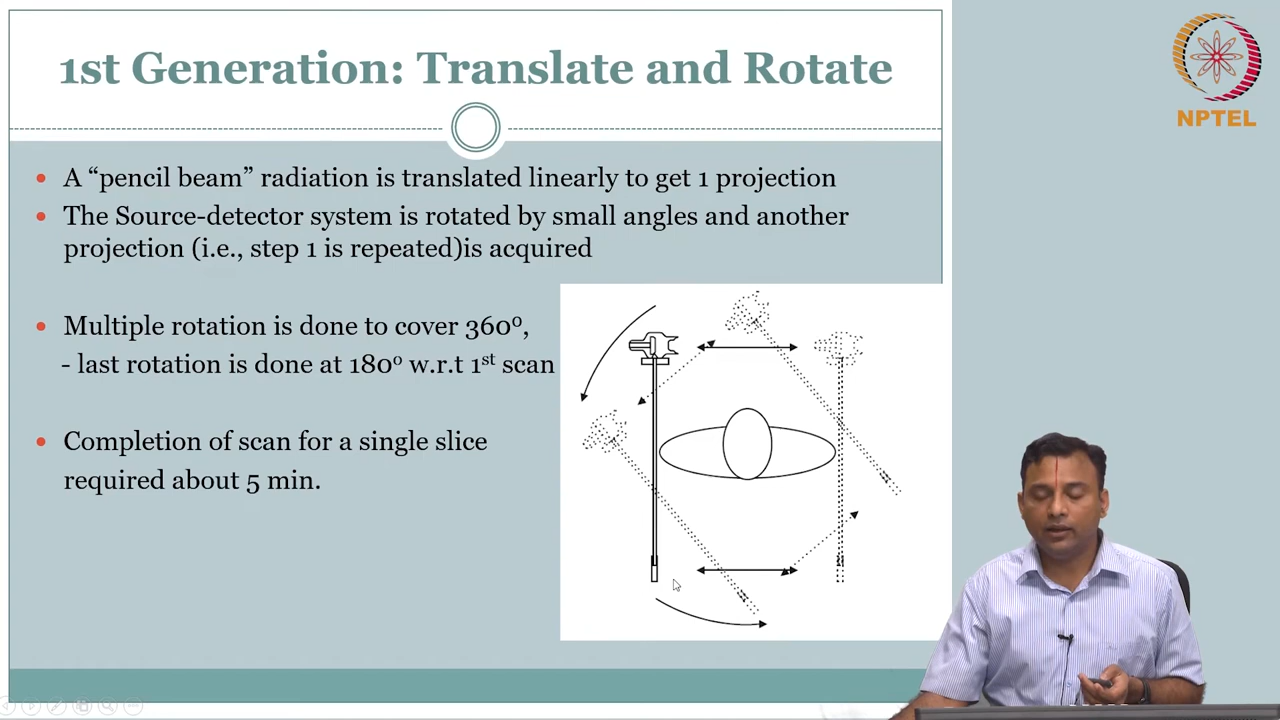 1st Generation: Translate and Rotate
NPTEL
• A “pencil beam” radiation is translated linearly to get 1 projection
• The Source-detector system is rotated by small angles and another
projection (i.e., step 1 is repeated)is acquired
• Multiple rotation is done to cover 360⁰,
- last rotation is done at 180⁰ w.r.t 1ˢᵗ scan
• Completion of scan for a single slice
required about 5 min.